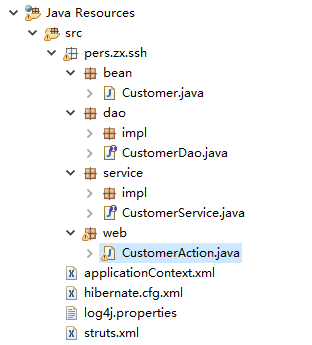 Java Resources
src
pers.zx.ssh
bean
Customer.java
dao
impl
CustomerDao.java
service
impl
CustomerService.java
web
CustomerAction.java
applicationContext.xml
hibernate.cfg.xml
log4j.properties
struts.xml